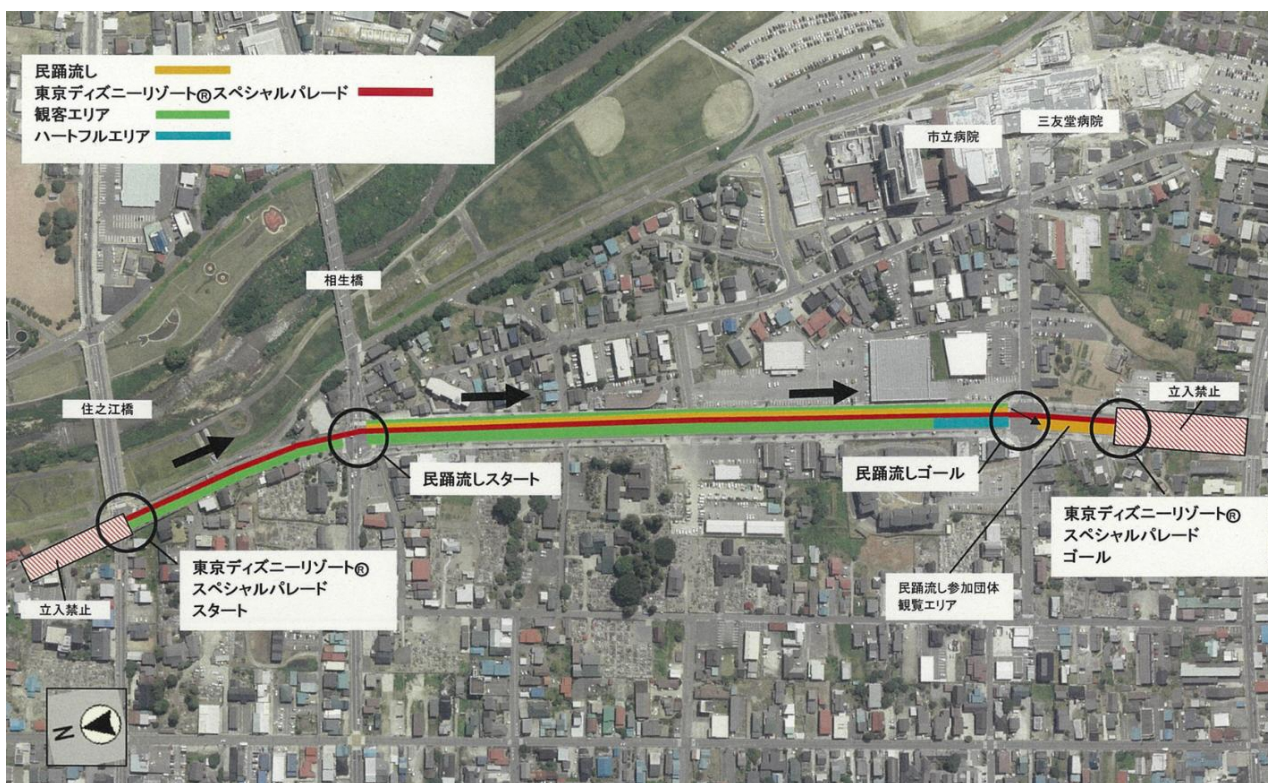 民踊流し
東京ディズニーリゾート®スペシャルパレード
観客エリア
ハートフルエリア
市立病院
三友堂病院
相生橋
住之江橋
立入禁止
民踊流しスタート
民踊流しゴール
東京ディズニーリゾート®
スペシャルパレード
ゴール
東京ディズニーリゾート®
スペシャルパレード
スタート
民踊流し参加団体
観覧エリア
立入禁止
N